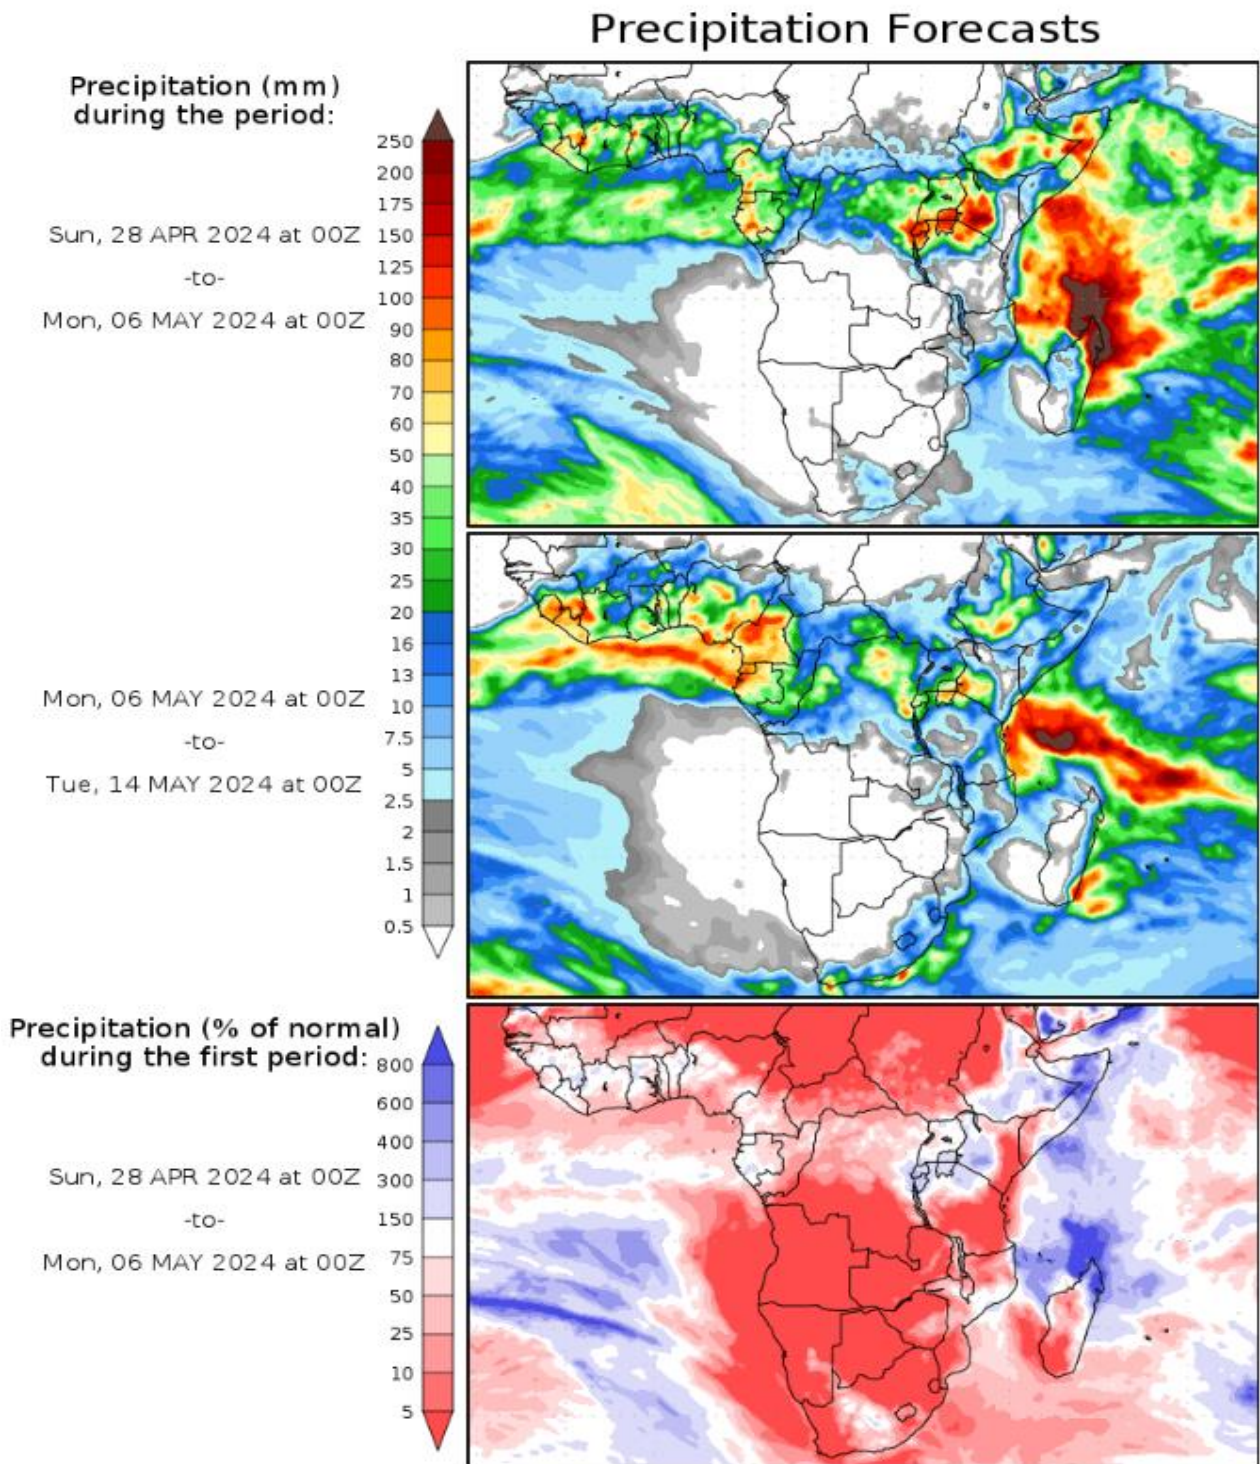 Precipitation Forecasts
Precipitation (mm)
during the period:
250
200
175
150
125
100
90
80
70
60
50
40
35
30
25
20
16
13
10
7.5
5
2.5
2
1.5
1
0.5
Sun, 28 APR 2024 at 00Z
-to-
Mon, 06 MAY 2024 at 00Z
Mon, 06 MAY 2024 at 00Z
-to-
Tue, 14 MAY 2024 at 00Z
Precipitation (% of normal)
during the first period:
800
600
400
300
150
75
50
25
10
5
Sun, 28 APR 2024 at 00Z
-to-
Mon, 06 MAY 2024 at 00Z